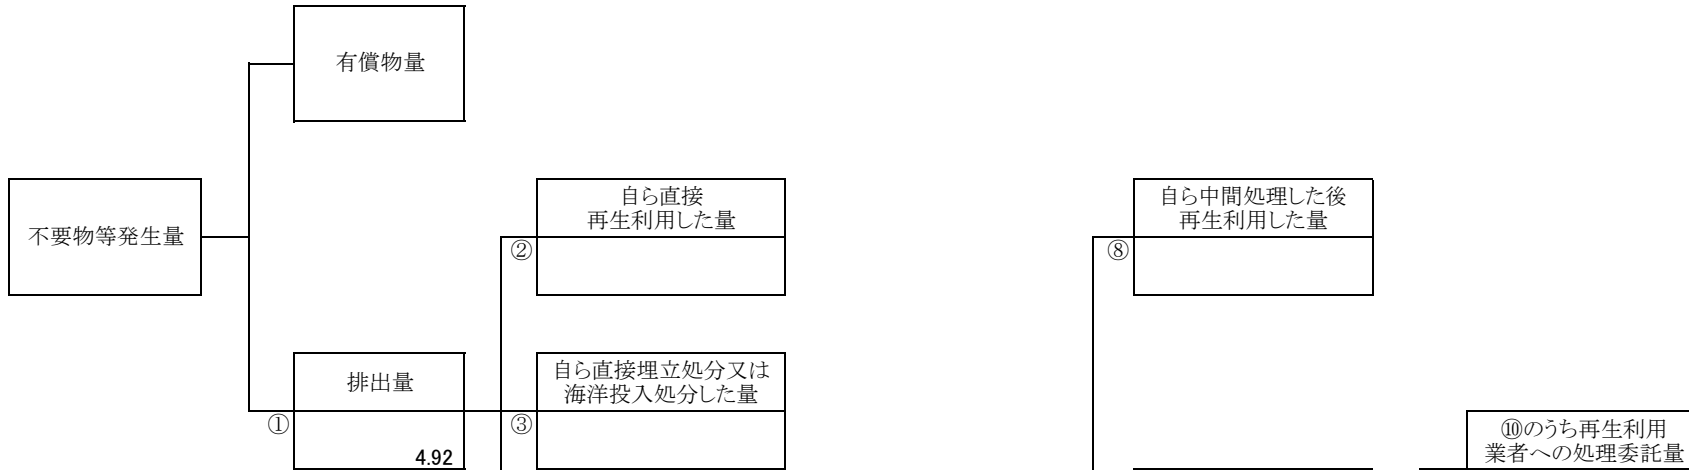 有償物量
不要物等発生量
自ら直接
再生利用した量
②
自ら中間処理した後
再生利用した量
⑧
排出量
①
4.92
自ら直接埋立処分又は
海洋投入処分した量
③
⑩のうち再生利用
業者への処理委託量